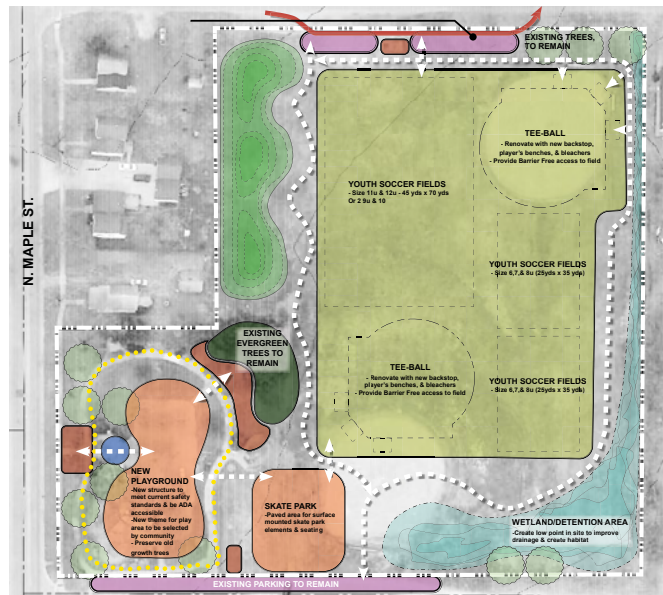 EXISTING TREES,
TO REMAIN
TEE-BALL
- Renovate with new backstop,
player's benches, & bleachers
- Provide Barrier Free access to field
YOUTH SOCCER FIELDS
- Size 11u & 12u - 45 yds x 70 yds
Or 2 9u & 10
N. MAPLE ST.
YOUTH SOCCER FIELDS
- Size 6,7,& 8u (25yds x 35 yds)
EXISTING
EVERGREEN
TREES TO
REMAIN
TEE-BALL
- Renovate with new backstop,
player's benches, & bleachers
- Provide Barrier Free access to field
YOUTH SOCCER FIELDS
- Size 6,7,& 8u (25yds x 35 yds)
NEW
PLAYGROUND
-New structure to
meet current safety
standards & be ADA
accessible
-New theme for play
area to be selected
by community
- Preserve old
growth trees
SKATE PARK
-Paved area for surface
mounted skate park
elements & seating
WETLAND/DETENTION AREA
-Create low point in site to improve
drainage & create habitat
EXISTING PARKING TO REMAIN